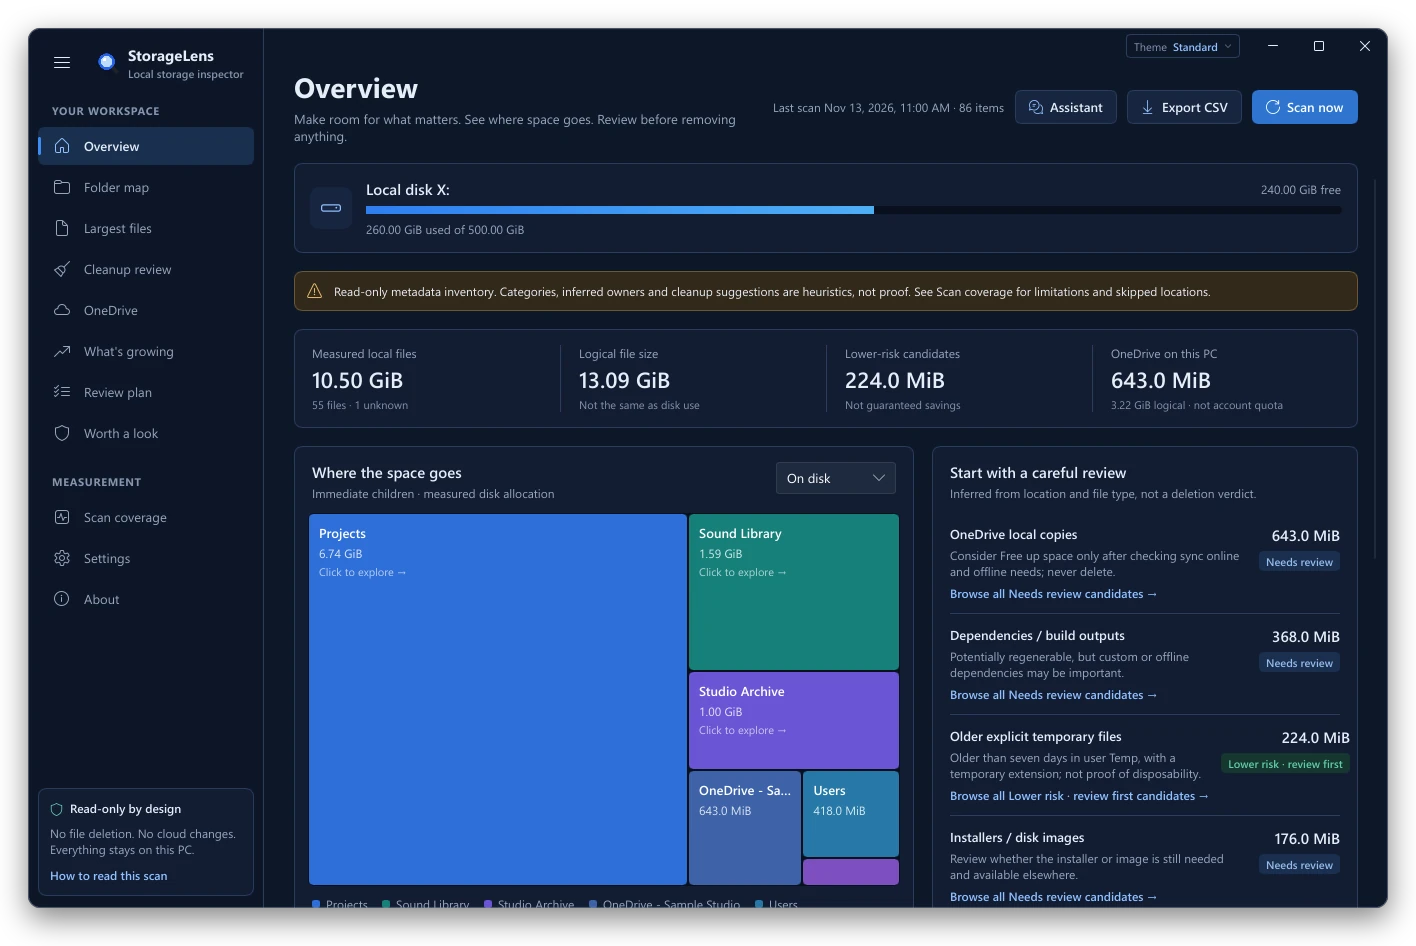 StorageLens
Local storage inspector
YOUR WORKSPACE
Overview
Folder map
Largest files
Cleanup review
OneDrive
What's growing
Review plan
Worth a look
MEASUREMENT
Scan coverage
Settings
About
Read-only by design
No file deletion. No cloud changes.
Everything stays on this PC.
How to read this scan
Theme Standard
Overview
Make room for what matters. See where space goes. Review before removing
anything.
Last scan Nov 13, 2026, 11:00 AM · 86 items
Assistant
Export CSV
Scan now
Local disk X:
240.00 GiB free
260.00 GiB used of 500.00 GiB
Read-only metadata inventory. Categories, inferred owners and cleanup suggestions are heuristics, not proof. See Scan coverage for limitations and skipped locations.
Measured local files
10.50 GiB
55 files · 1 unknown
Logical file size
13.09 GiB
Not the same as disk use
Lower-risk candidates
224.0 MiB
Not guaranteed savings
OneDrive on this PC
643.0 MiB
3.22 GiB logical · not account quota
Where the space goes
Immediate children · measured disk allocation
On disk
Projects
6.74 GiB
Click to explore →
Sound Library
1.59 GiB
Click to explore →
Studio Archive
1.00 GiB
Click to explore →
OneDrive - Sa...
643.0 MiB
Users
418.0 MiB
Projects Sound Library Studio Archive OneDrive - Sample Studio Users
Start with a careful review
Inferred from location and file type, not a deletion verdict.
OneDrive local copies
643.0 MiB
Consider Free up space only after checking sync online
and offline needs; never delete.
Needs review
Browse all Needs review candidates →
Dependencies / build outputs
368.0 MiB
Potentially regenerable, but custom or offline
dependencies may be important.
Needs review
Browse all Needs review candidates →
Older explicit temporary files
224.0 MiB
Older than seven days in user Temp, with a
temporary extension; not proof of disposability.
Lower risk · review first
Browse all Lower risk · review first candidates →
Installers / disk images
176.0 MiB
Review whether the installer or image is still needed
and available elsewhere.
Needs review
Browse all Needs review candidates →